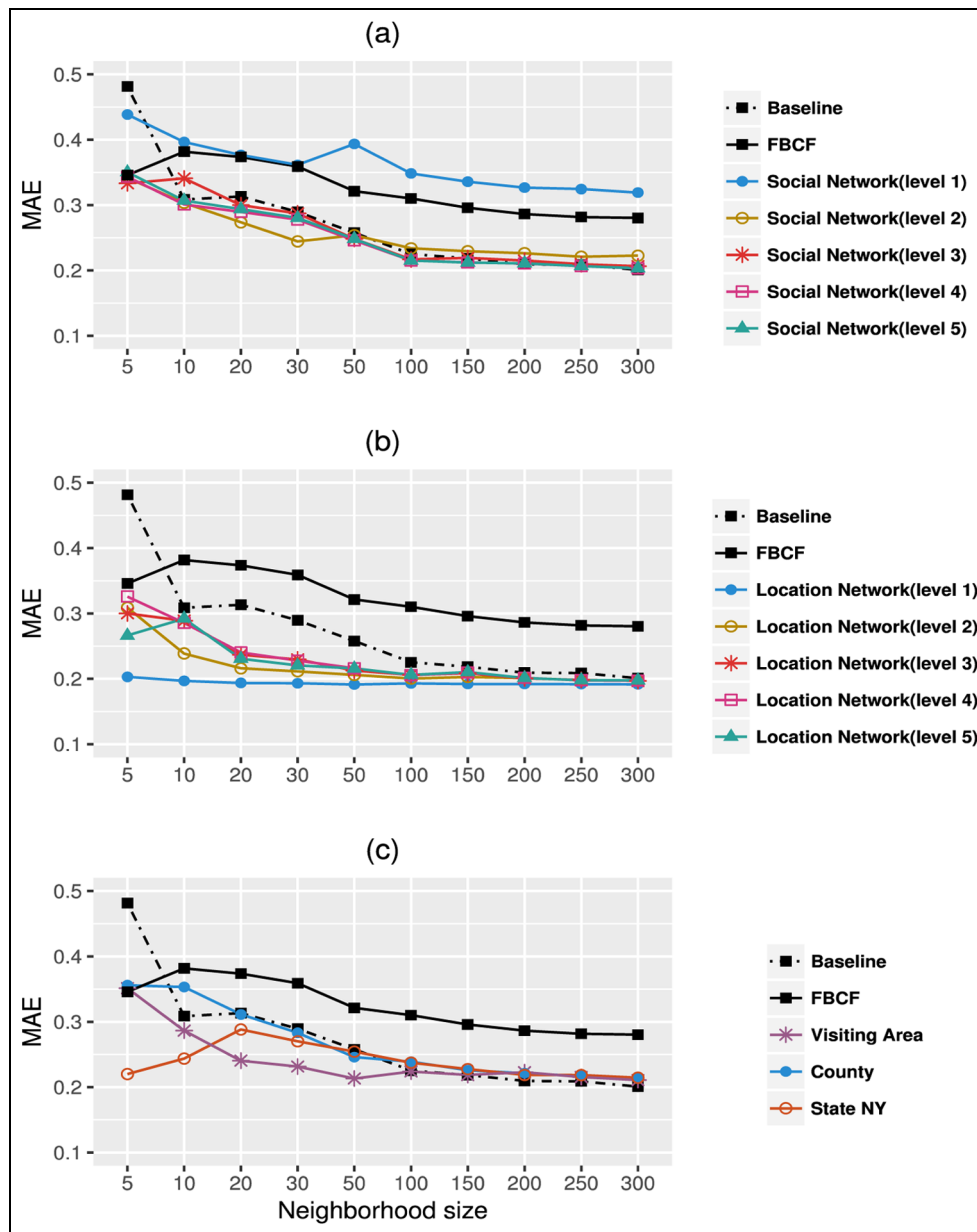 (a)
MAE
0.5
0.4
0.3
0.2
0.1
5 10 20 30 50 100 150 200 250 300
Baseline
FBCF
Social Network(level 1)
Social Network(level 2)
Social Network(level 3)
Social Network(level 4)
Social Network(level 5)
(b)
MAE
0.5
0.4
0.3
0.2
0.1
5 10 20 30 50 100 150 200 250 300
Baseline
FBCF
Location Network(level 1)
Location Network(level 2)
Location Network(level 3)
Location Network(level 4)
Location Network(level 5)
(c)
MAE
0.5
0.4
0.3
0.2
0.1
5 10 20 30 50 100 150 200 250 300
Neighborhood size
Baseline
FBCF
Visiting Area
County
State NY